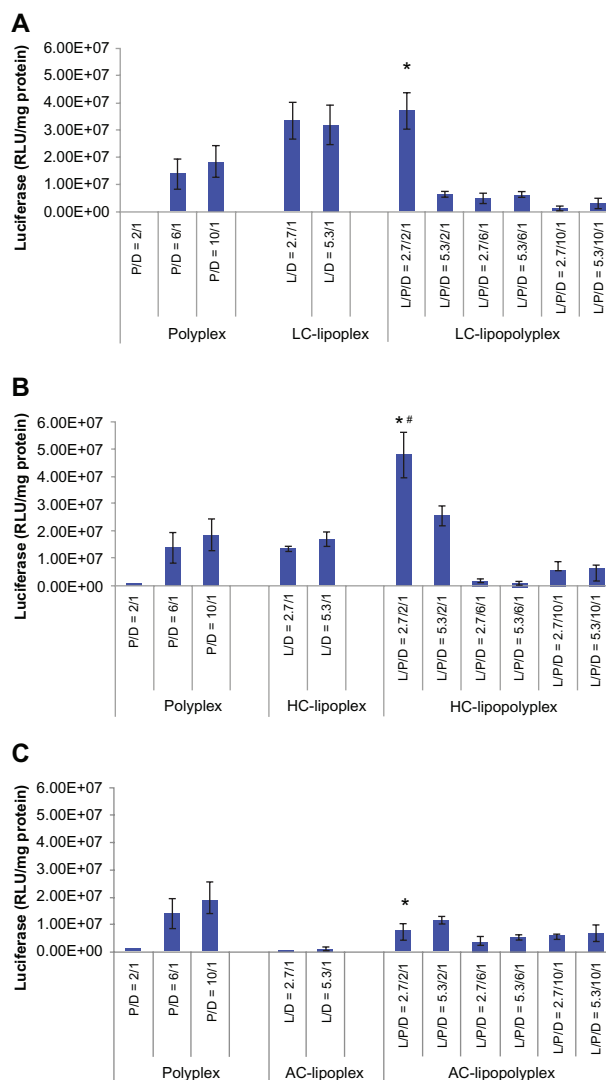 A
Luciferase (RLU/mg protein)
6.00E+07
5.00E+07
4.00E+07
3.00E+07
2.00E+07
1.00E+07
0.00E+00
*
P/D = 2/1
P/D = 6/1
P/D = 10/1
L/D = 2.7/1
L/D = 5.3/1
L/P/D = 2.7/2/1
L/P/D = 5.3/2/1
L/P/D = 2.7/6/1
L/P/D = 5.3/6/1
L/P/D = 2.7/10/1
L/P/D = 5.3/10/1
Polyplex
LC-lipoplex
LC-lipopolyplex
B
Luciferase (RLU/mg protein)
6.00E+07
5.00E+07
4.00E+07
3.00E+07
2.00E+07
1.00E+07
0.00E+00
* #
P/D = 2/1
P/D = 6/1
P/D = 10/1
L/D = 2.7/1
L/D = 5.3/1
L/P/D = 2.7/2/1
L/P/D = 5.3/2/1
L/P/D = 2.7/6/1
L/P/D = 5.3/6/1
L/P/D = 2.7/10/1
L/P/D = 5.3/10/1
Polyplex
HC-lipoplex
HC-lipopolyplex
C
Luciferase (RLU/mg protein)
6.00E+07
5.00E+07
4.00E+07
3.00E+07
2.00E+07
1.00E+07
0.00E+00
*
P/D = 2/1
P/D = 6/1
P/D = 10/1
L/D = 2.7/1
L/D = 5.3/1
L/P/D = 2.7/2/1
L/P/D = 5.3/2/1
L/P/D = 2.7/6/1
L/P/D = 5.3/6/1
L/P/D = 2.7/10/1
L/P/D = 5.3/10/1
Polyplex
AC-lipoplex
AC-lipopolyplex